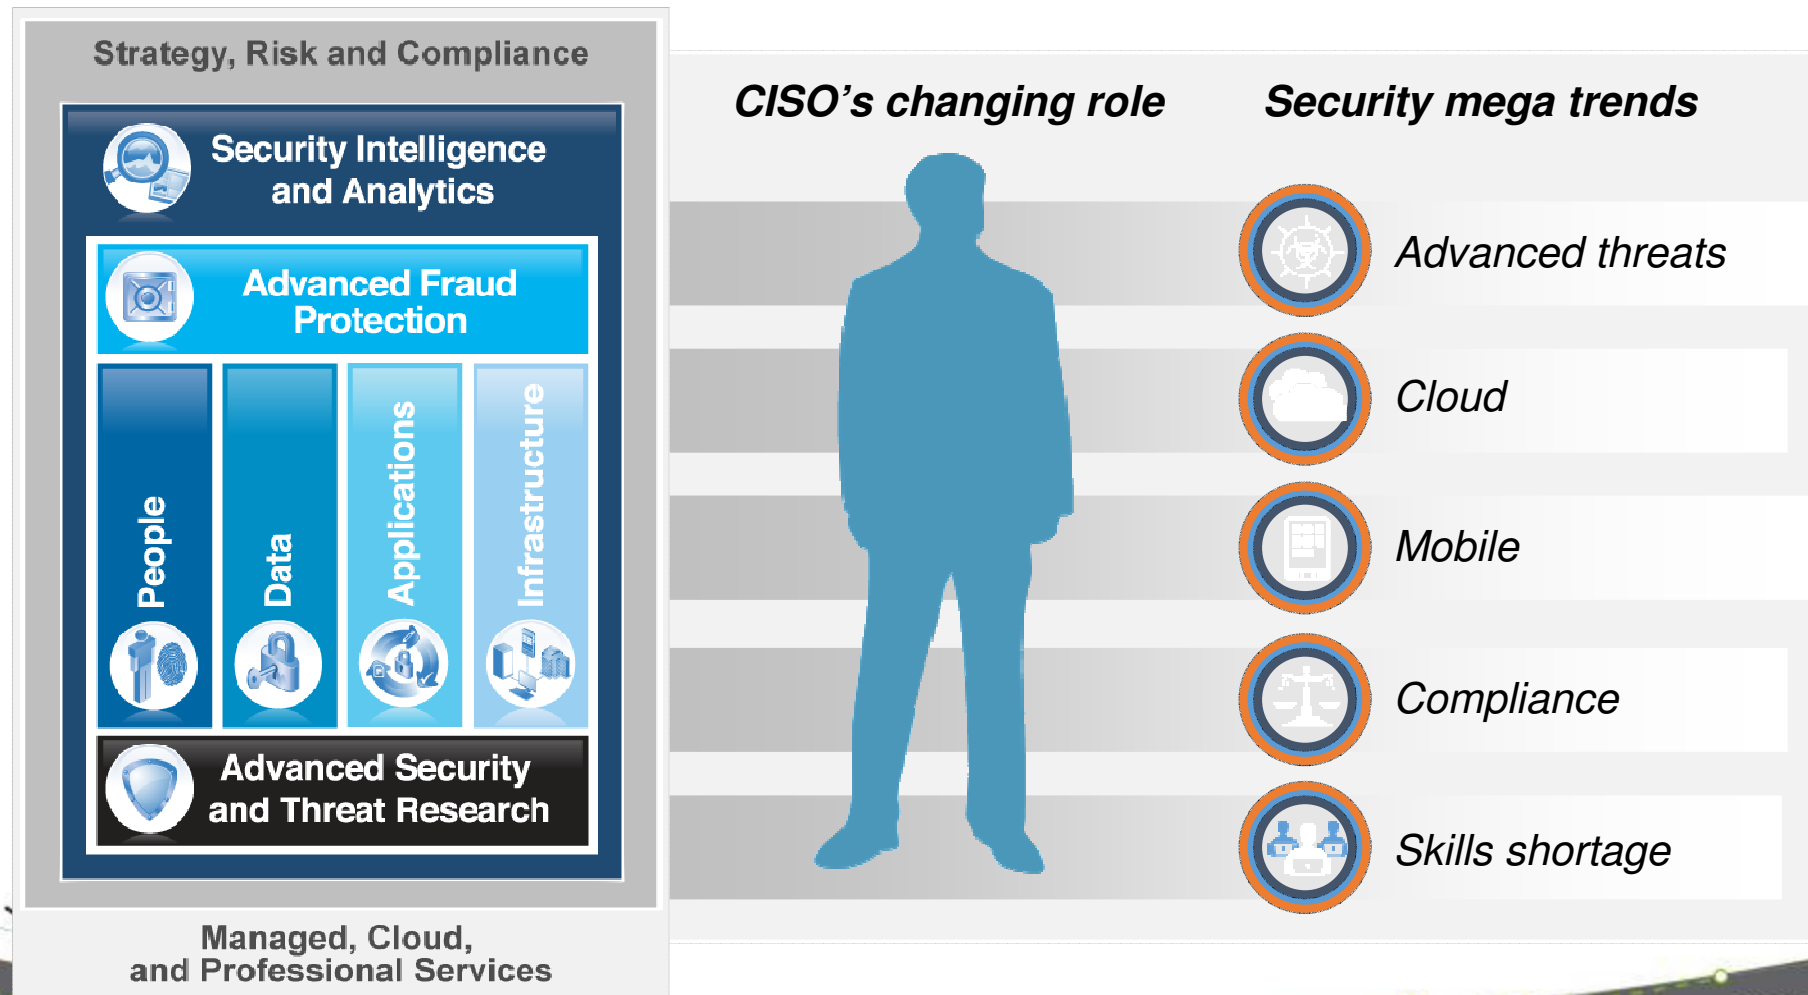 Strategy, Risk and Compliance
Security Intelligence
and Analytics
Advanced Fraud
Protection
People
Data
Applications
Infrastructure
Advanced Security
and Threat Research
Managed, Cloud,
and Professional Services
CISO’s changing role
Security mega trends
Advanced threats
Cloud
Mobile
Compliance
Skills shortage